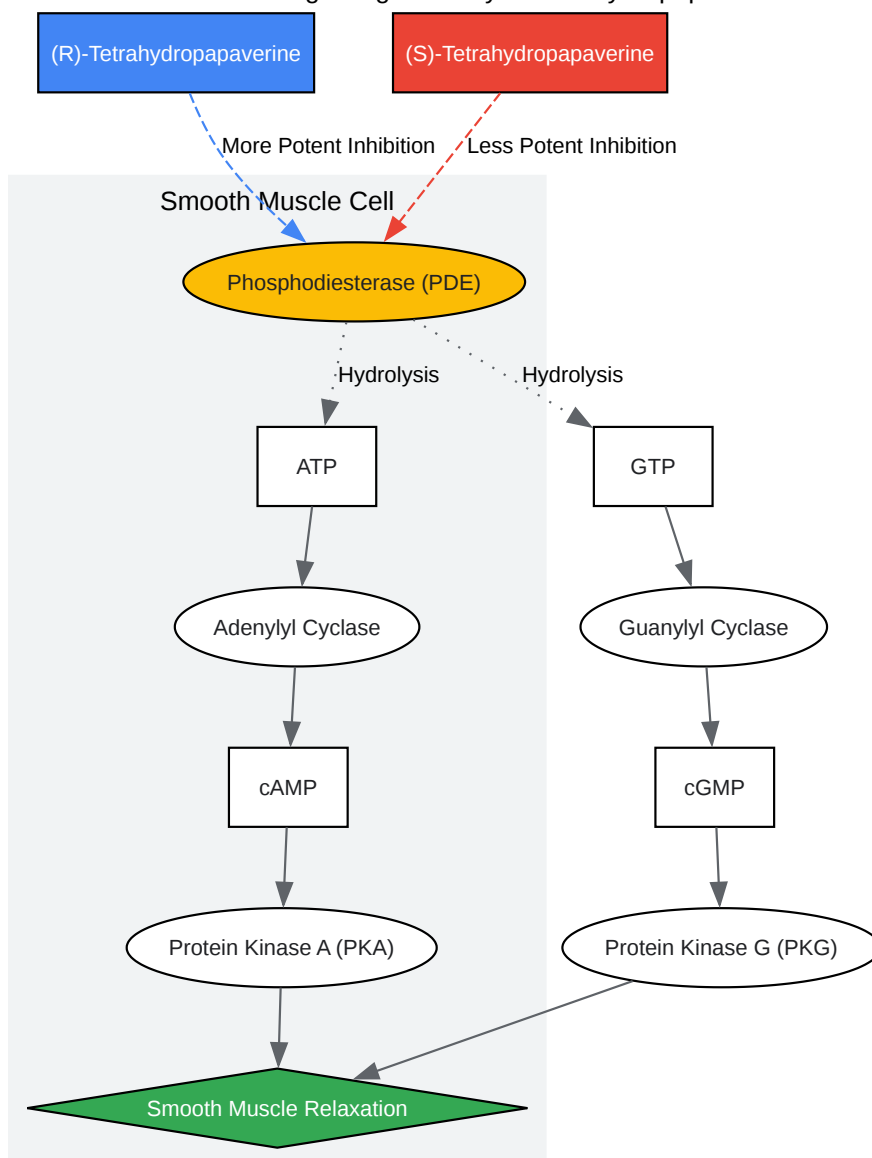 (R)-Tetrahydropapaverine
(S)-Tetrahydropapaverine
More Potent Inhibition
Less Potent Inhibition
Smooth Muscle Cell
Phosphodiesterase (PDE)
Hydrolysis
Hydrolysis
ATP
GTP
Adenylyl Cyclase
Guanylyl Cyclase
cAMP
cGMP
Protein Kinase A (PKA)
Protein Kinase G (PKG)
Smooth Muscle Relaxation